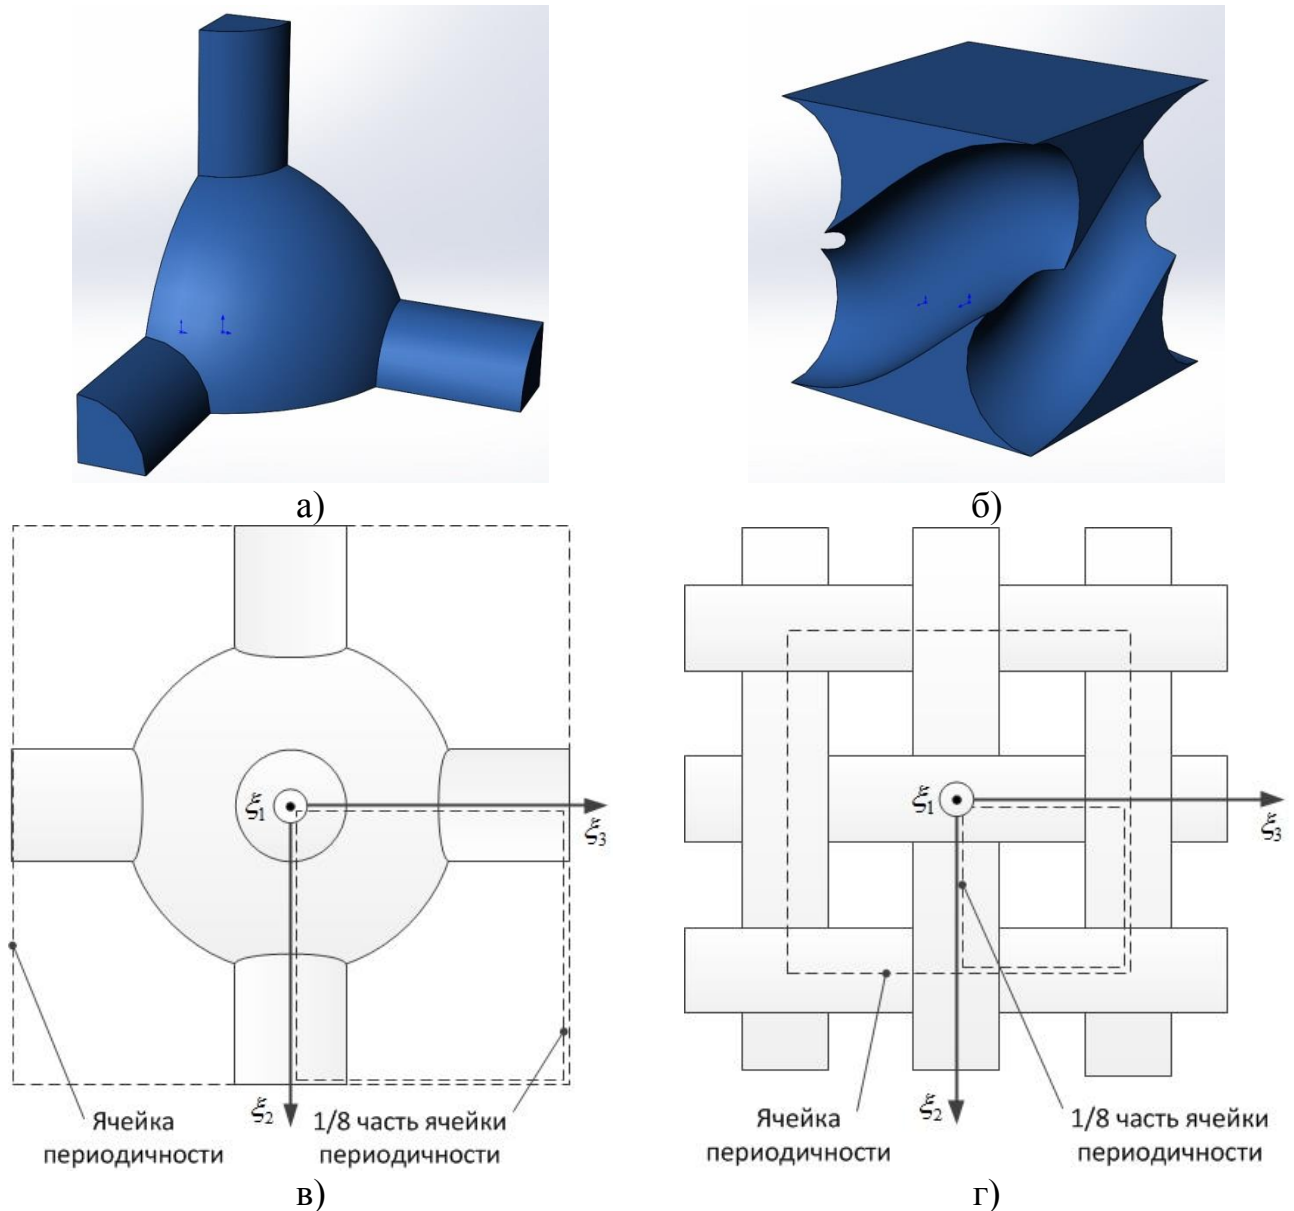 а)
б)
ξ₁
ξ₃
ξ₂
Ячейка
периодичности
1/8 часть ячейки
периодичности
в)
ξ₁
ξ₃
ξ₂
Ячейка
периодичности
1/8 часть ячейки
периодичности
г)